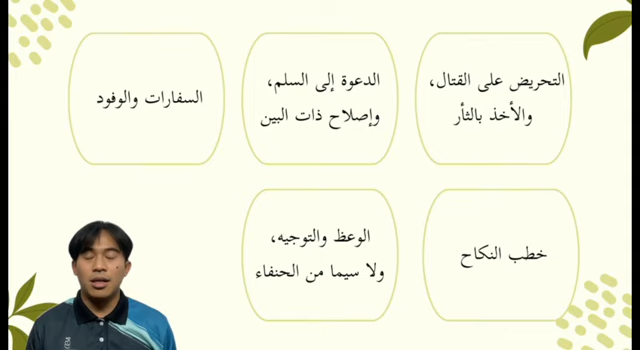 التحريض على القتال،
والأخذ بالثأر
الدعوة إلى السلم،
وإصلاح ذات البين
السفارات والوفود
خطب النكاح
الوعظ والتوجيه،
ولا سيما من الحنفاء